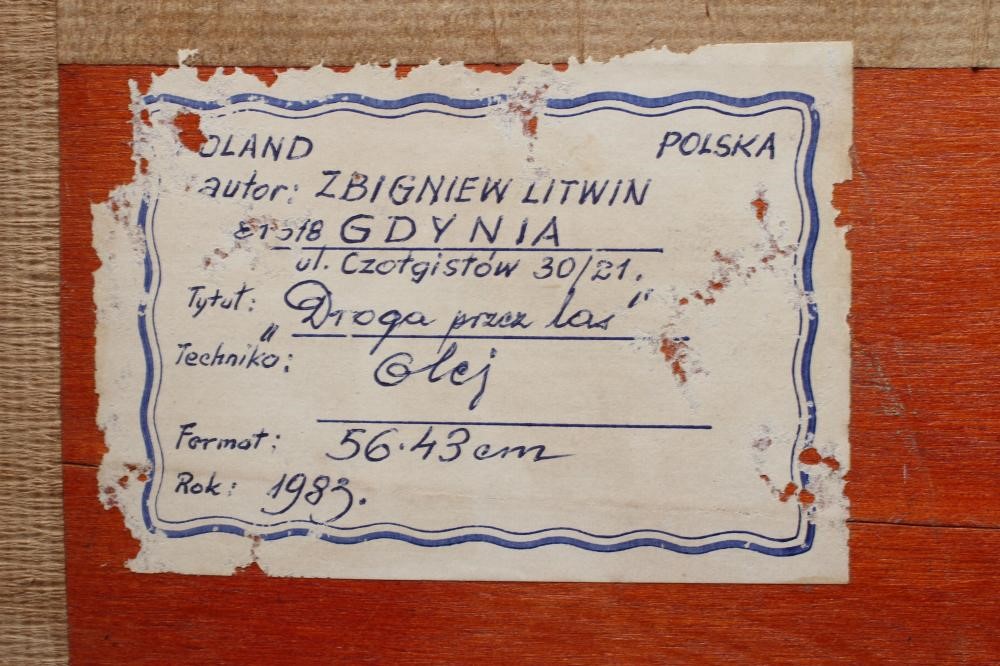 OLAND POLSKA
autor: ZBIGNIEW LITWIN
GDYNIA
ul. Czołgistów 30/21.
Tytuł: "Droga przez las"
Technika: Olej
Format: 56·43 cm
Rok: 1983.